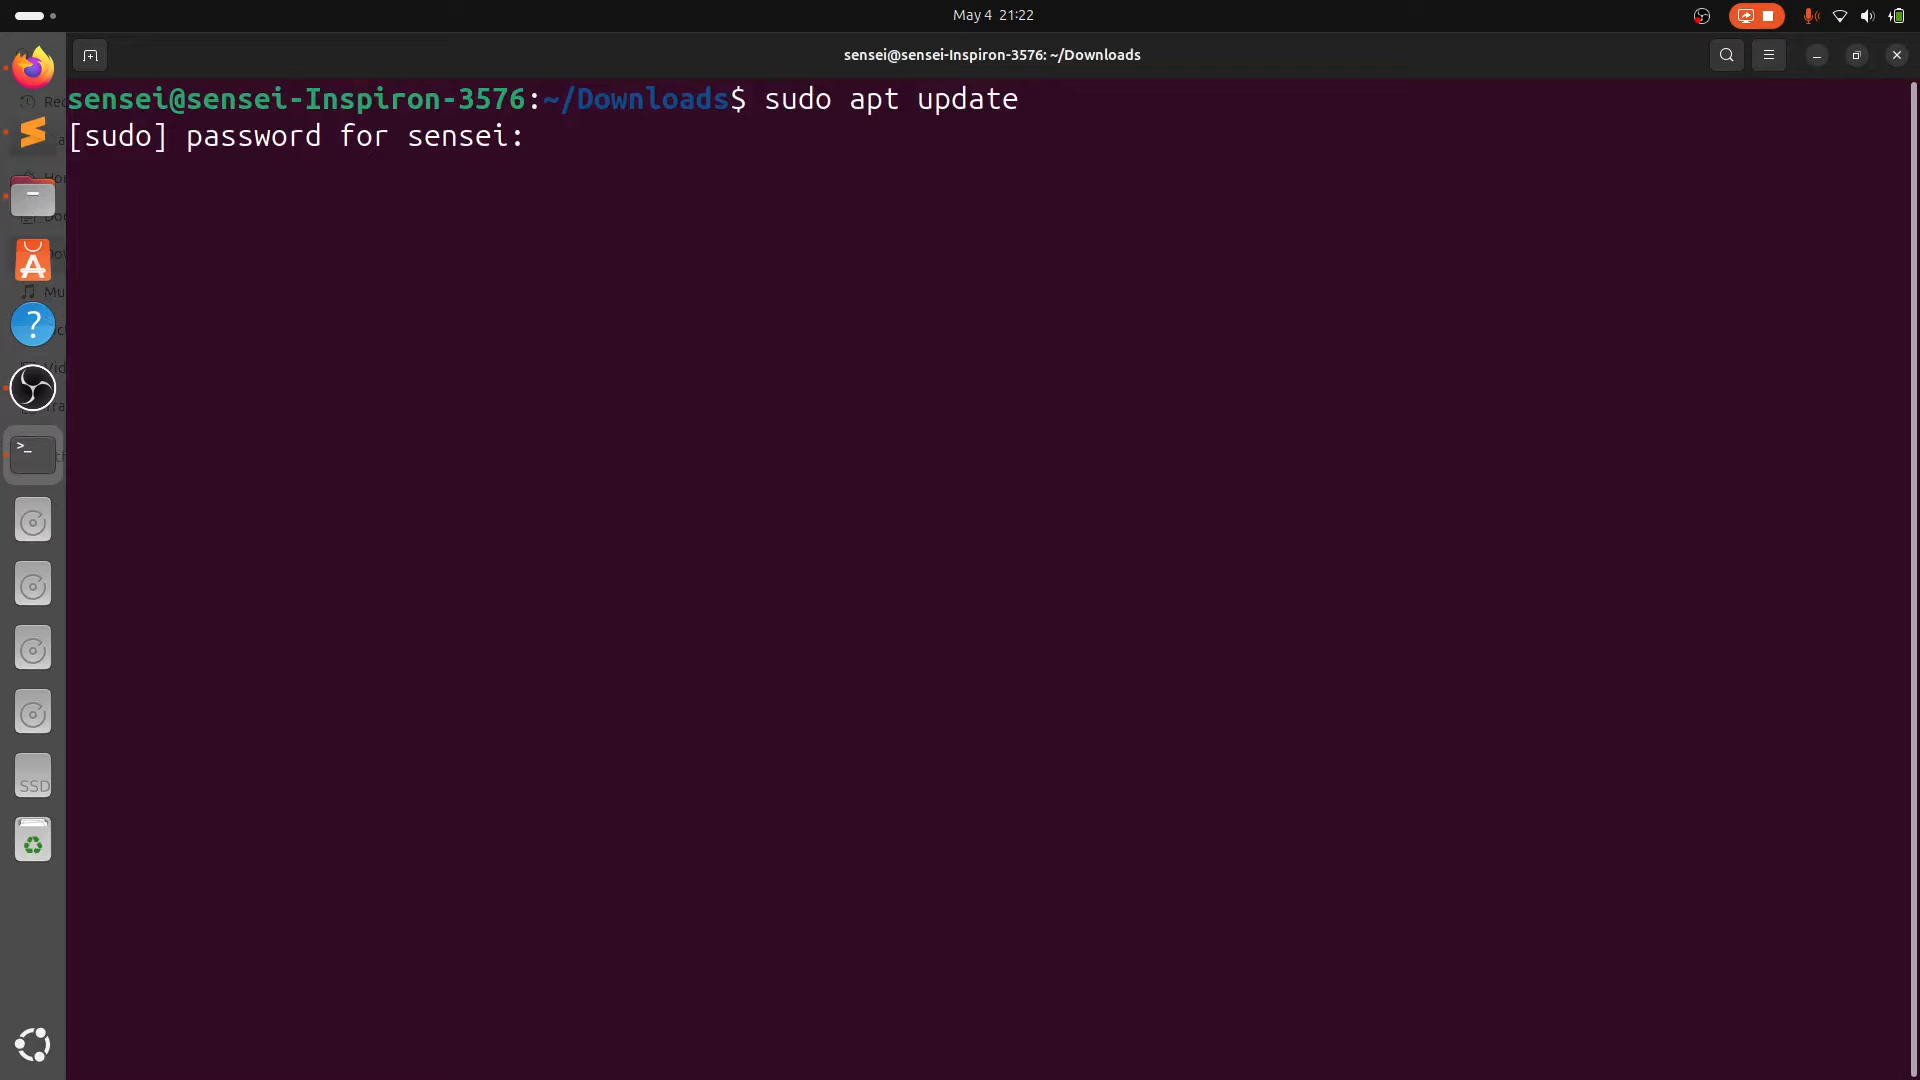 May 4 21:22
sensei@sensei-Inspiron-3576: ~/Downloads
sensei@sensei-Inspiron-3576:~/Downloads$ sudo apt update
[sudo] password for sensei:
>_
?
SSD